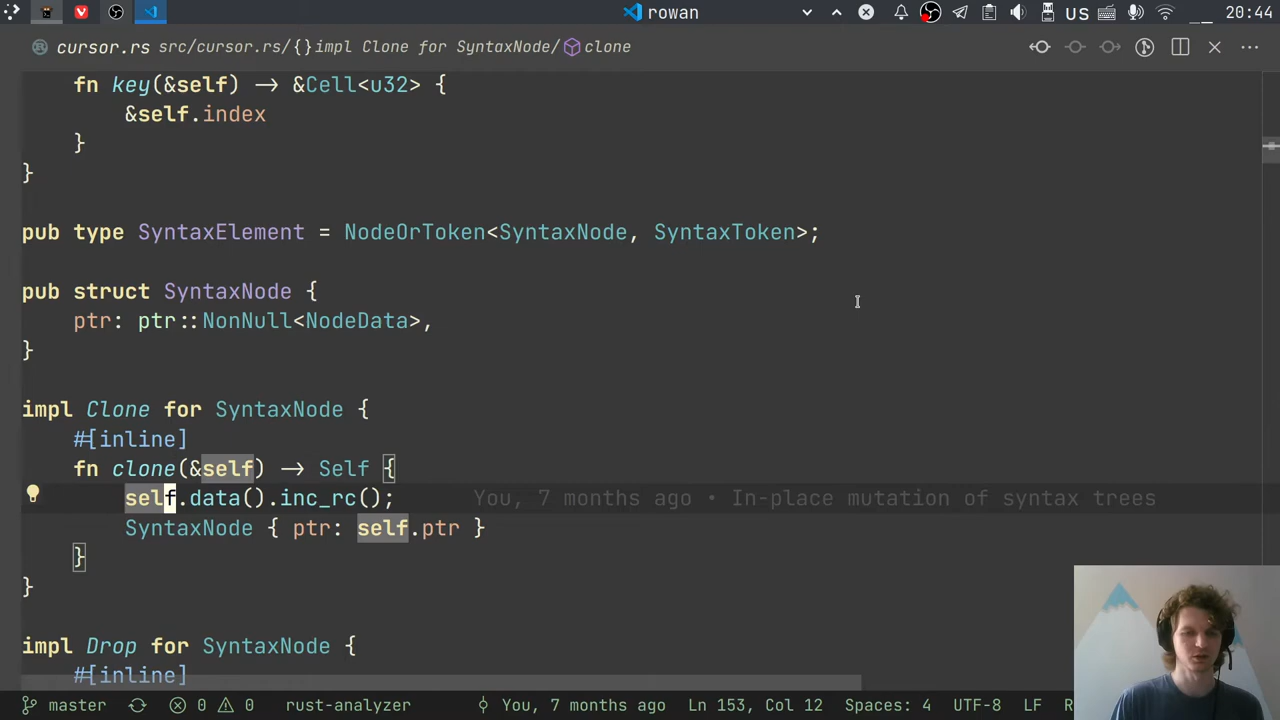 rowan
US
20:44
cursor.rs src/cursor.rs/{}impl Clone for SyntaxNode/clone
fn key(&self) -> &Cell<u32> {
&self.index
}
}
pub type SyntaxElement = NodeOrToken<SyntaxNode, SyntaxToken>;
pub struct SyntaxNode {
ptr: ptr::NonNull<NodeData>,
}
impl Clone for SyntaxNode {
#[inline]
fn clone(&self) -> Self {
self.data().inc_rc(); You, 7 months ago • In-place mutation of syntax trees
SyntaxNode { ptr: self.ptr }
}
}
impl Drop for SyntaxNode {
#[inline]
master 0 0 rust-analyzer You, 7 months ago Ln 153, Col 12 Spaces: 4 UTF-8 LF R